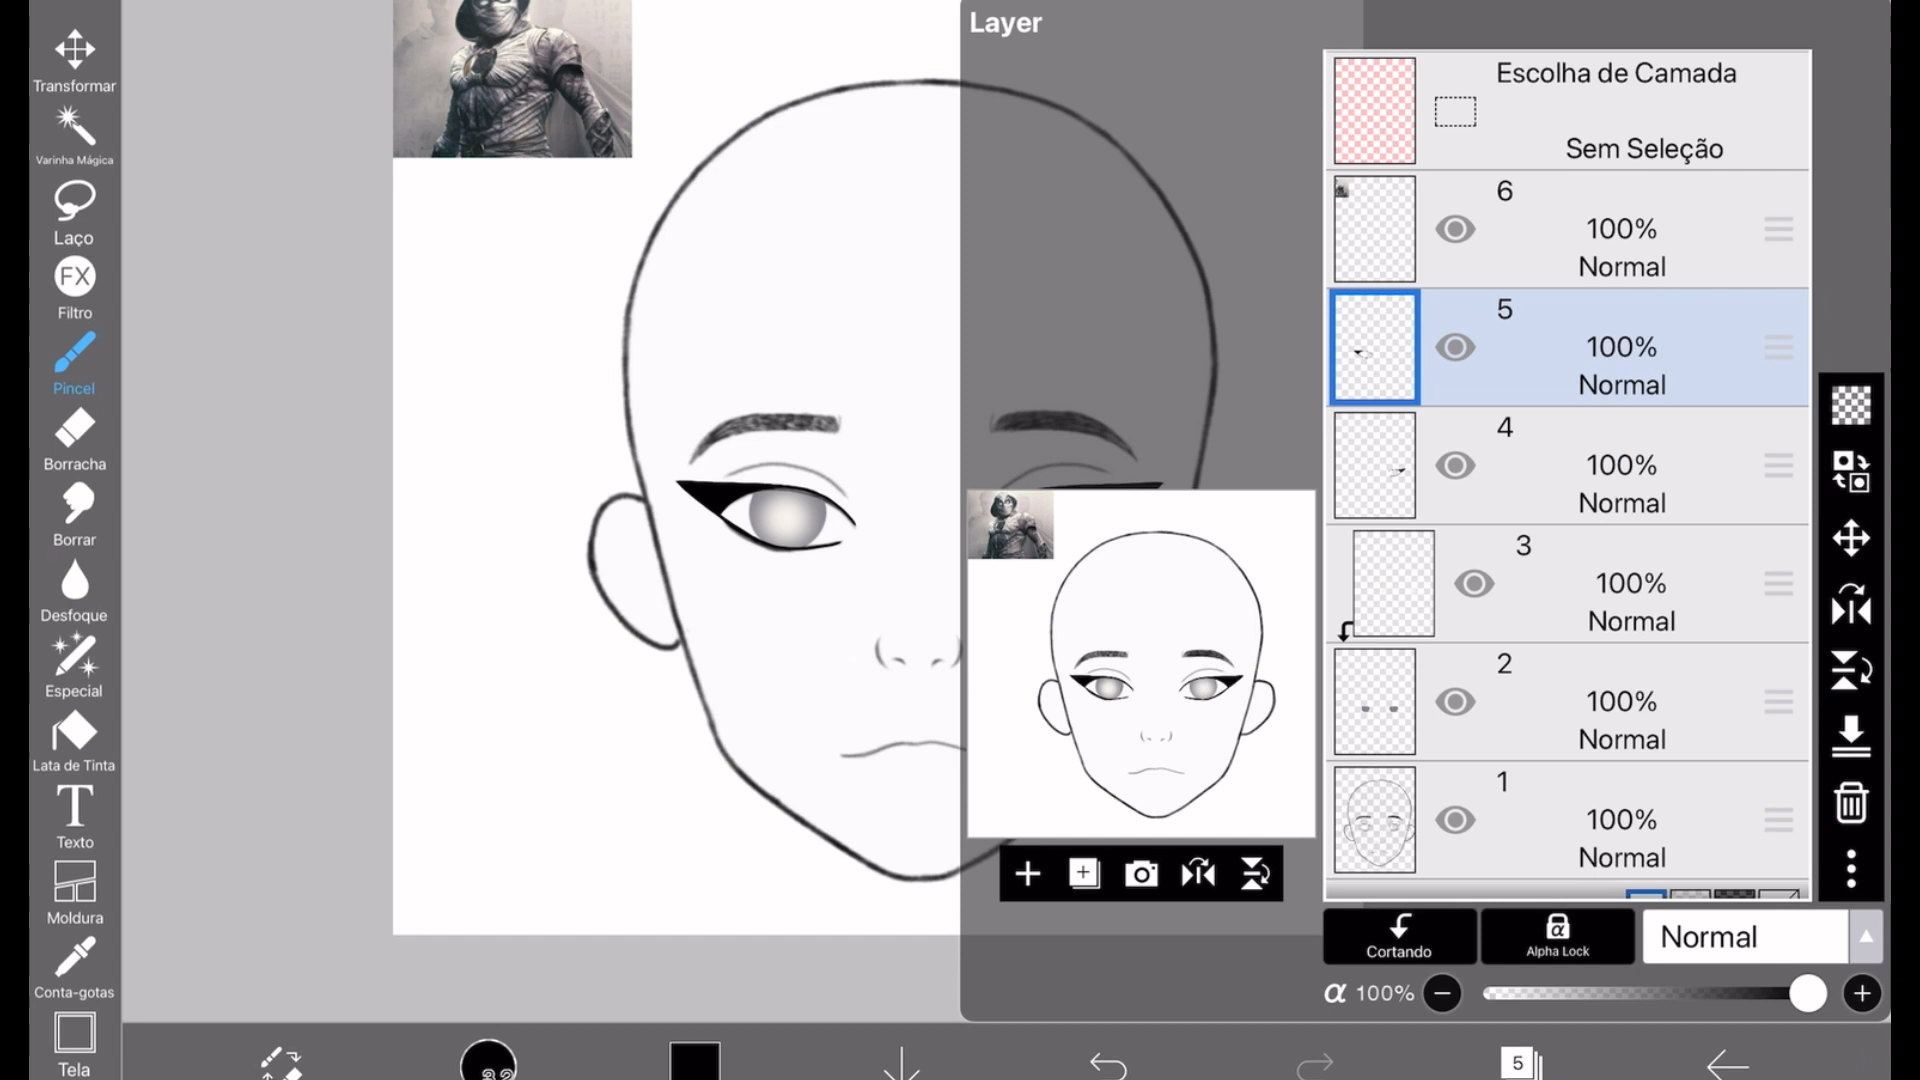 Layer
Transformar
Varinha Mágica
Laço
FX
Filtro
Pincel
Borracha
Borrar
Desfoque
Especial
Lata de Tinta
T
Texto
Moldura
Conta-gotas
Tela
Escolha de Camada
Sem Seleção
6
100%
Normal
5
100%
Normal
4
100%
Normal
3
100%
Normal
2
100%
Normal
1
100%
Normal
Cortando
α
Alpha Lock
Normal
α 100%
32
5